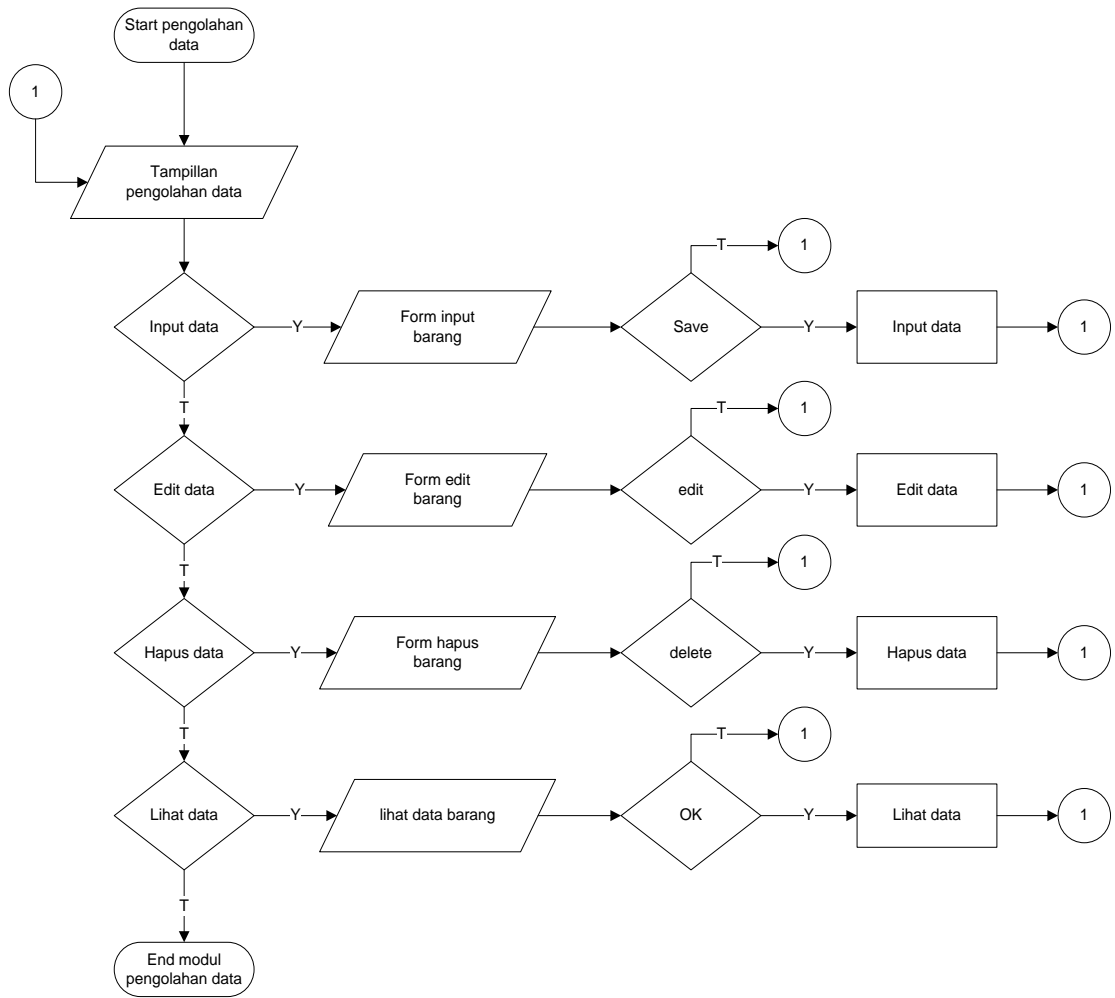 Start pengolahan
data
1
Tampillan
pengolahan data
T
1
Input data
Y
Form input
barang
Save
Y
Input data
1
T
T
1
Edit data
Y
Form edit
barang
edit
Y
Edit data
1
T
T
1
Hapus data
Y
Form hapus
barang
delete
Y
Hapus data
1
T
T
1
Lihat data
Y
lihat data barang
OK
Y
Lihat data
1
T
End modul
pengolahan data